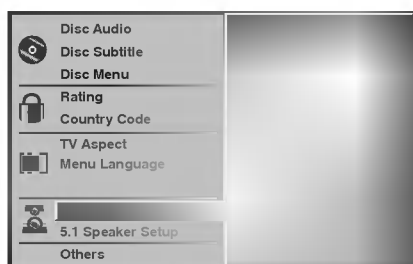 Disc Audio
Disc Subtitle
Disc Menu
Rating
Country Code
TV Aspect
Menu Language
5.1 Speaker Setup
Others